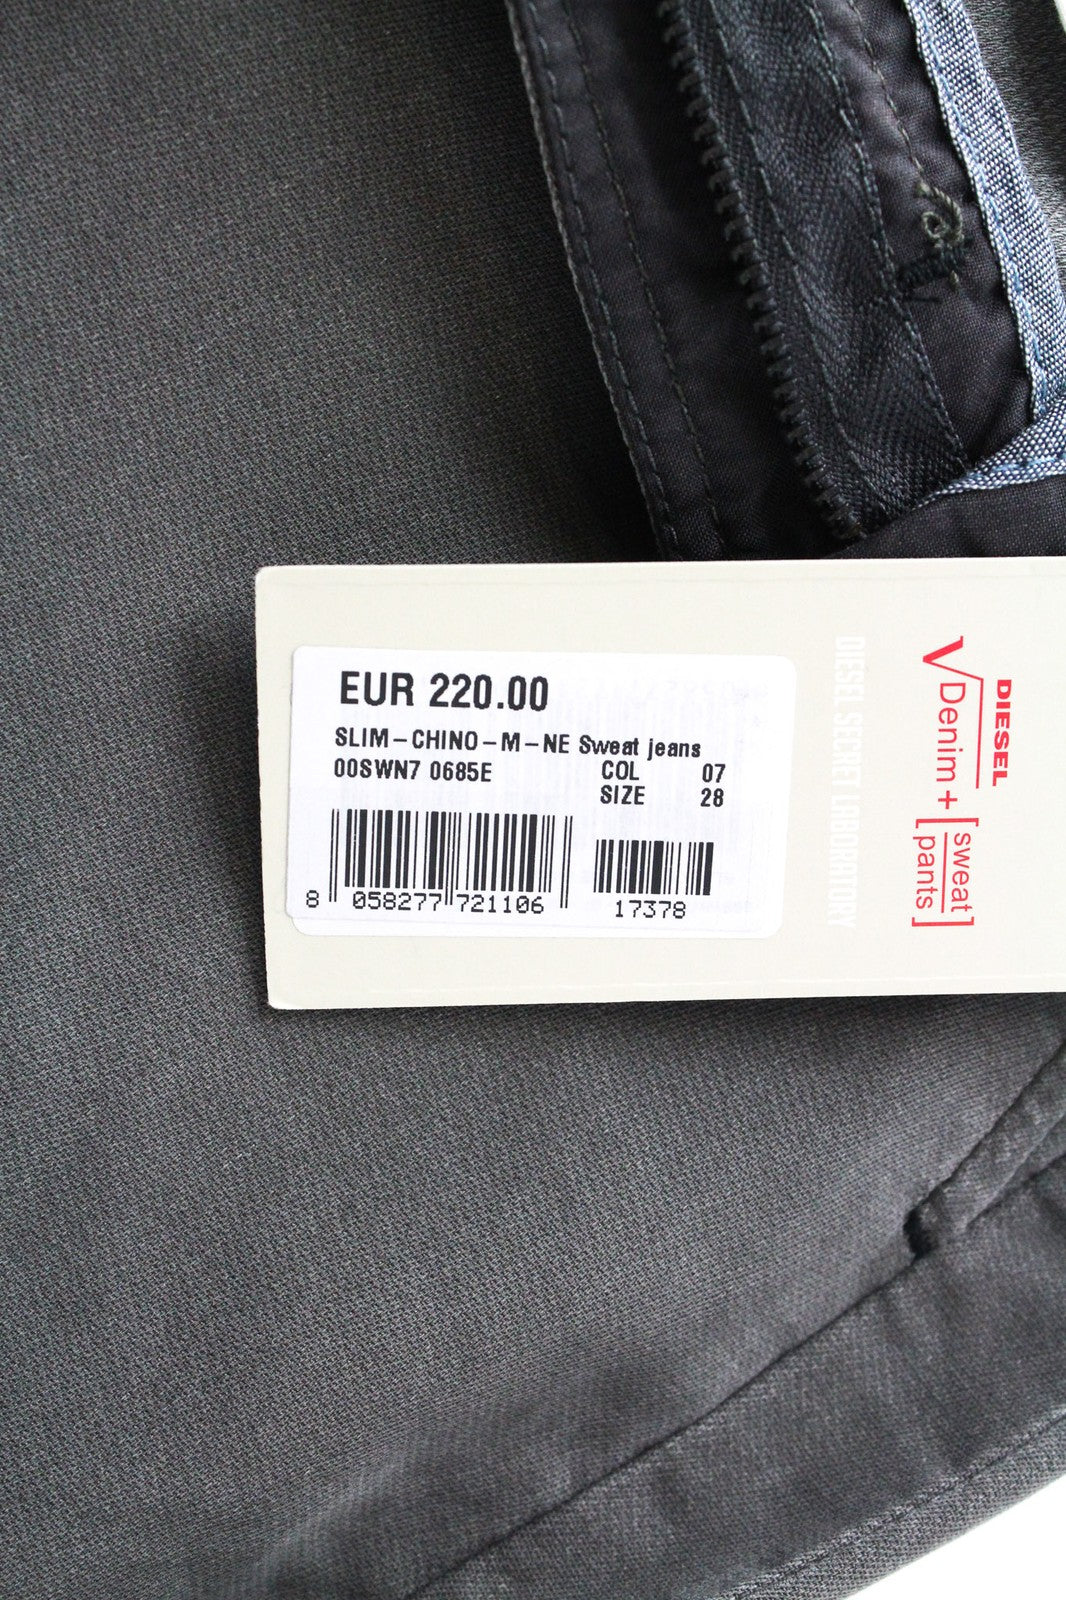 EUR 220.00
SLIM-CHINO-M-NE Sweat jeans
00SWN7 0685E COL 07
SIZE 28
8 058277 721106
17378
DIESEL SECRET LABORATORY
DIESEL
Denim+[sweat
pants]